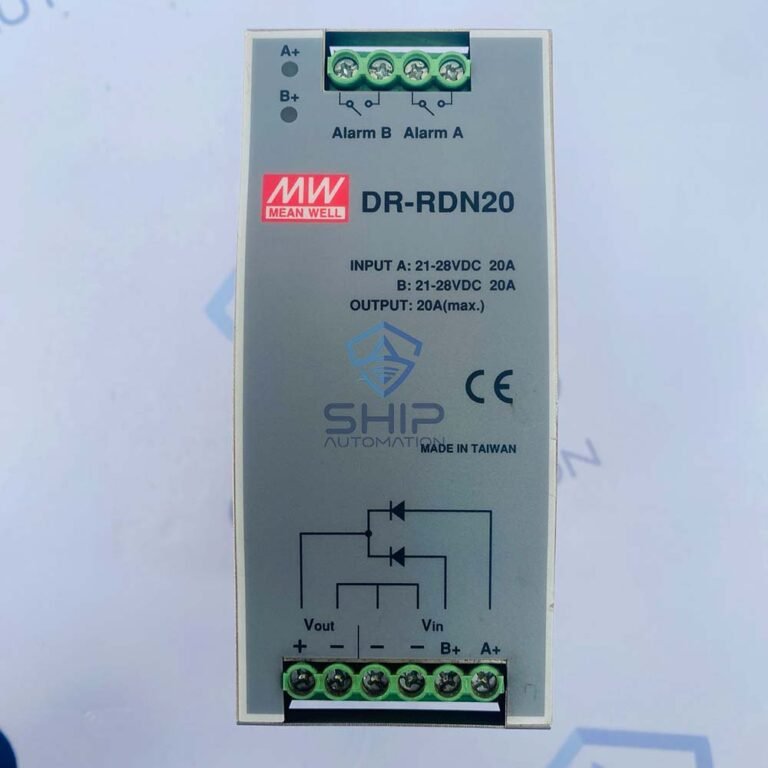 A+
B+
Alarm B Alarm A
MW
MEAN WELL
DR-RDN20
INPUT A: 21-28VDC 20A
B: 21-28VDC 20A
OUTPUT: 20A(max.)
CE
SHIP
AUTOMATION
MADE IN TAIWAN
Vout Vin
+ − − − B+ A+